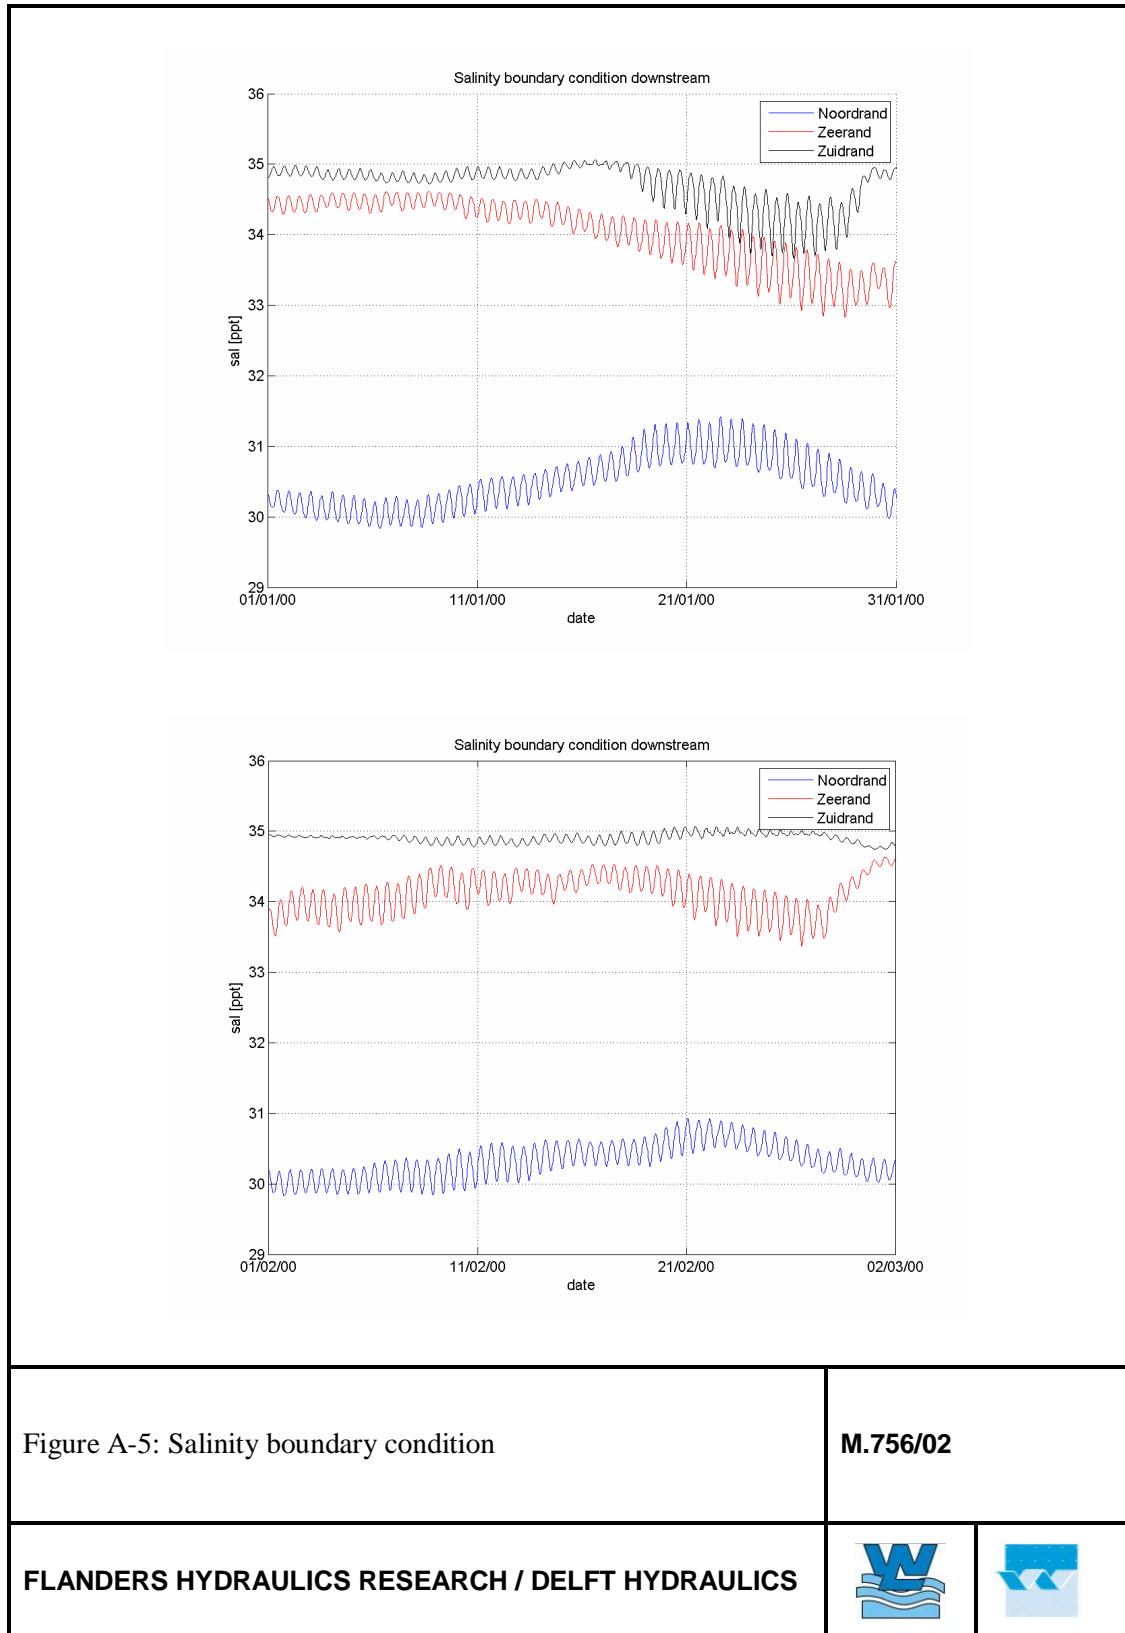 Salinity boundary condition downstream
36
35
34
33
32
31
30
29
sal [ppt]
Noordrand
Zeerand
Zuidrand
01/01/00 11/01/00 21/01/00 31/01/00
date
Salinity boundary condition downstream
36
35
34
33
32
31
30
29
sal [ppt]
Noordrand
Zeerand
Zuidrand
01/02/00 11/02/00 21/02/00 02/03/00
date
Figure A-5: Salinity boundary condition
M.756/02
FLANDERS HYDRAULICS RESEARCH / DELFT HYDRAULICS